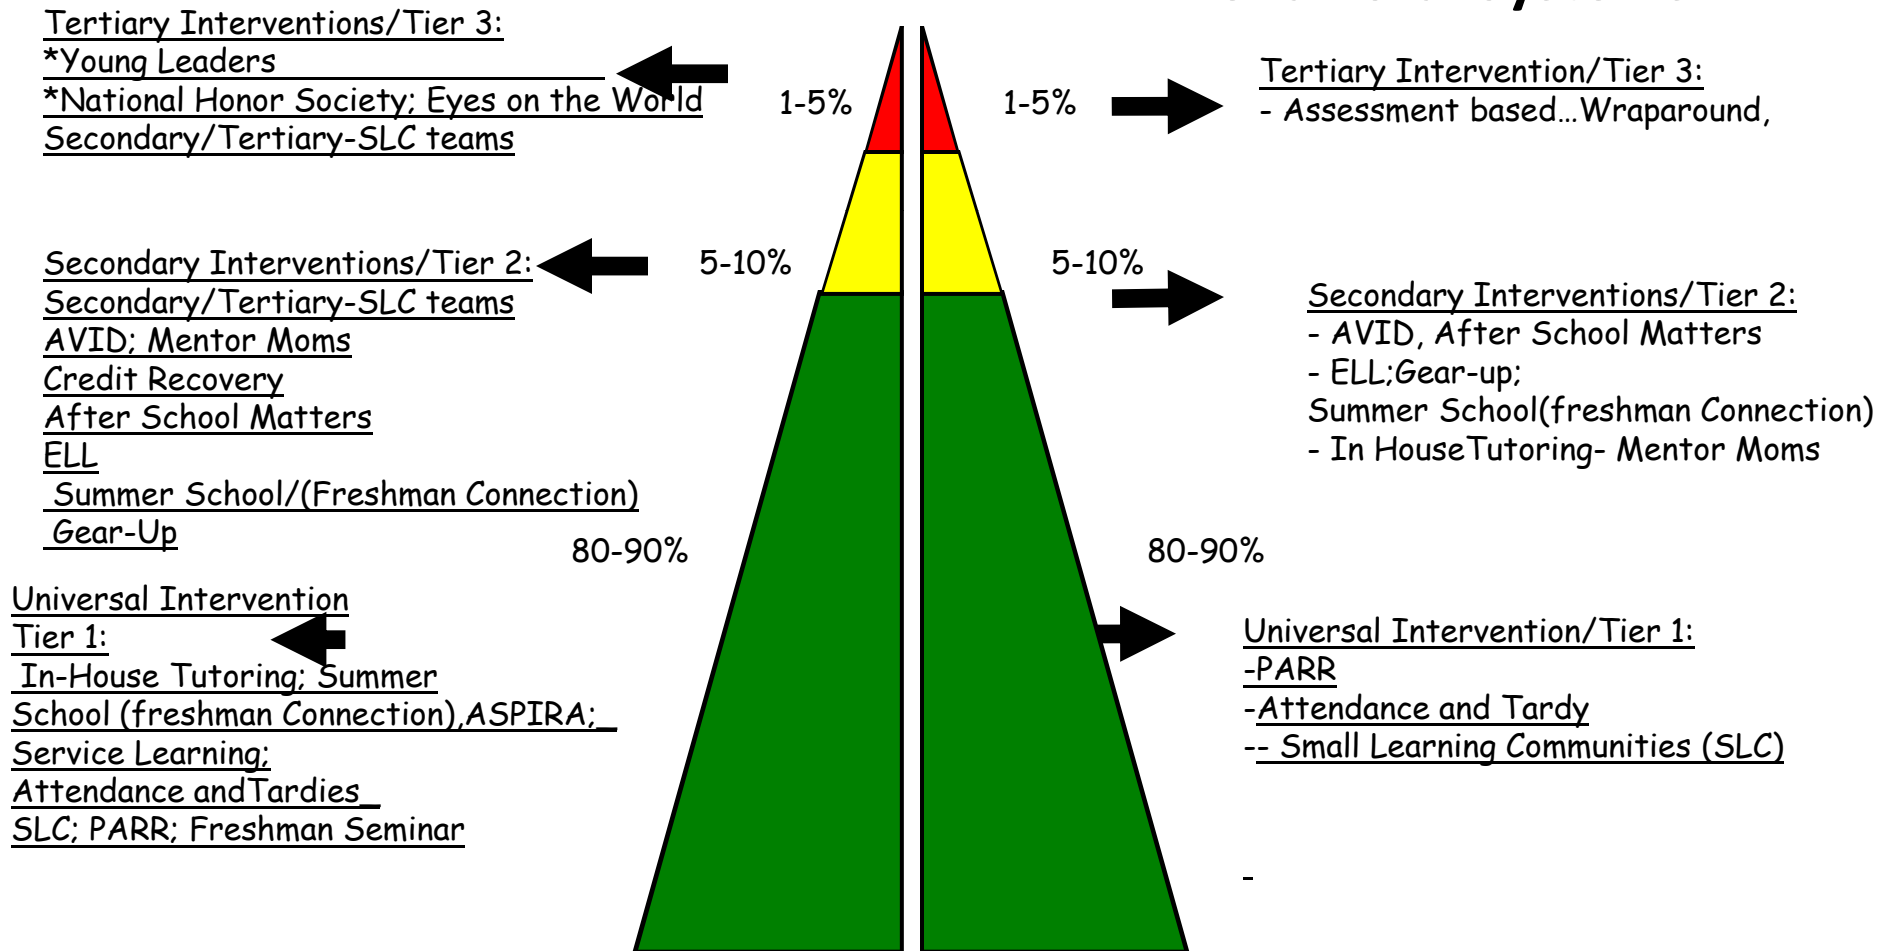 Tertiary Interventions/Tier 3:
*Young Leaders
*National Honor Society; Eyes on the World
Secondary/Tertiary-SLC teams
1-5%
Secondary Interventions/Tier 2:
Secondary/Tertiary-SLC teams
AVID; Mentor Moms
Credit Recovery
After School Matters
ELL
Summer School/(Freshman Connection)
Gear-Up
5-10%
Universal Intervention
Tier 1:
In-House Tutoring; Summer
School (freshman Connection),ASPIRA;_
Service Learning;
Attendance andTardies_
SLC; PARR; Freshman Seminar
80-90%
1-5%
Tertiary Intervention/Tier 3:
- Assessment based…Wraparound,
5-10%
Secondary Interventions/Tier 2:
- AVID, After School Matters
- ELL;Gear-up;
Summer School(freshman Connection)
- In HouseTutoring- Mentor Moms
80-90%
Universal Intervention/Tier 1:
-PARR
-Attendance and Tardy
-- Small Learning Communities (SLC)
-